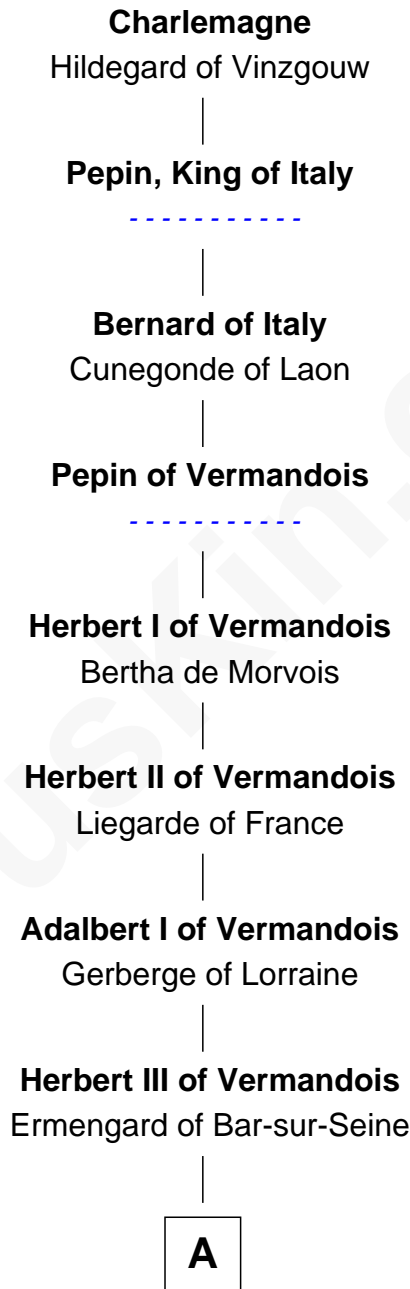 Charlemagne
Hildegard of Vinzgouw
Pepin, King of Italy
- - - - - - - - - - -
Bernard of Italy
Cunegonde of Laon
Pepin of Vermandois
- - - - - - - - - - -
Herbert I of Vermandois
Bertha de Morvois
Herbert II of Vermandois
Liegarde of France
Adalbert I of Vermandois
Gerberge of Lorraine
Herbert III of Vermandois
Ermengard of Bar-sur-Seine
A